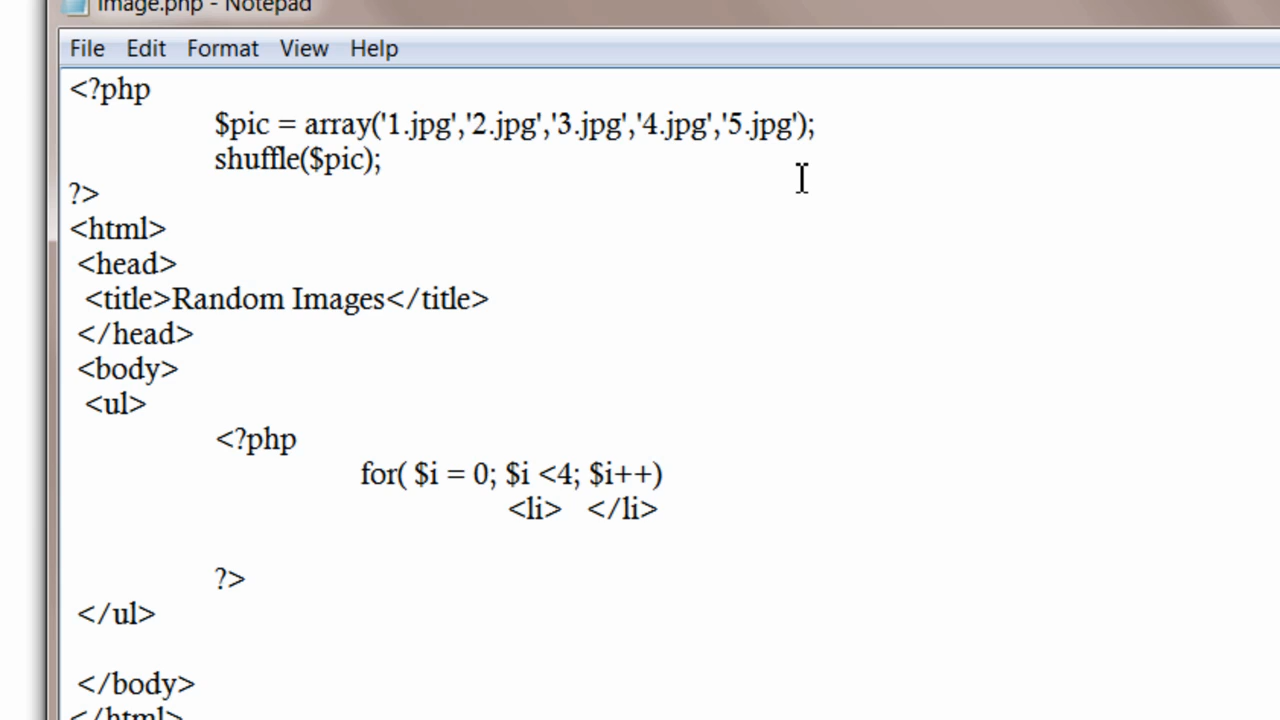 image.php - Notepad
File Edit Format View Help
<?php
$pic = array('1.jpg','2.jpg','3.jpg','4.jpg','5.jpg');
shuffle($pic);
?>
<html>
<head>
<title>Random Images</title>
</head>
<body>
<ul>
<?php
for( $i = 0; $i <4; $i++)
<li> </li>
?>
</ul>
</body>
</html>